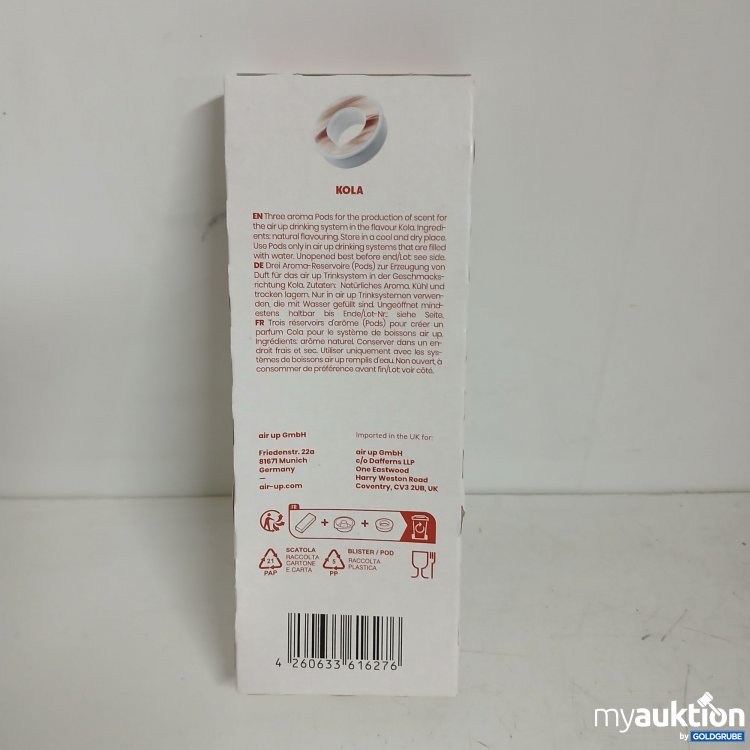 KOLA
EN Three aroma Pods for the production of scent for
the air up drinking system in the flavour Kola. Ingredi-
ents: natural flavouring. Store in a cool and dry place.
Use Pods only in air up drinking systems that are filled
with water. Unopened best before end/Lot: see side.
DE Drei Aroma-Reservoire (Pods) zur Erzeugung von
Duft für das air up Trinksystem in der Geschmacks-
richtung Kola. Zutaten: Natürliches Aroma. Kühl und
trocken lagern. Nur in air up Trinksystemen verwen-
den, die mit Wasser gefüllt sind. Ungeöffnet mind-
estens haltbar bis Ende/Lot-Nr.: siehe Seite.
FR Trois réservoirs d'arôme (Pods) pour créer un
parfum Cola pour le système de boissons air up.
Ingrédients: arôme naturel. Conserver dans un en-
droit frais et sec. Utiliser uniquement avec les sys-
tèmes de boissons air up remplis d'eau. Non ouvert, à
consommer de préférence avant fin/Lot: voir côté.
air up GmbH
Friedenstr. 22a
81671 Munich
Germany
—
air-up.com
Imported in the UK for:
air up GmbH
c/o Dafferns LLP
One Eastwood
Harry Weston Road
Coventry, CV3 2UB, UK
FR
+ +
21
PAP
SCATOLA
RACCOLTA
CARTONE
E CARTA
5
PP
BLISTER / POD
RACCOLTA
PLASTICA
4 260633 616276
myauktion
by GOLDGRUBE